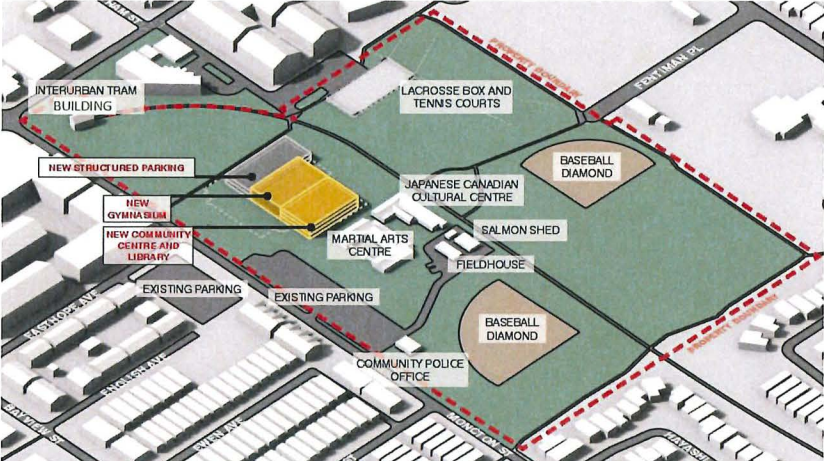 FENTIMAN PL
PROPERTY BOUNDARY
INTERURBAN TRAM
BUILDING
LACROSSE BOX AND
TENNIS COURTS
NEW STRUCTURED PARKING
BASEBALL
DIAMOND
JAPANESE CANADIAN
CULTURAL CENTRE
NEW
GYMNASIUM
NEW COMMUNITY
CENTRE AND
LIBRARY
MARTIAL ARTS
CENTRE
SALMON SHED
FIELDHOUSE
EXISTING PARKING
EXISTING PARKING
EASTHOPE AV
BASEBALL
DIAMOND
PROPERTY BOUNDARY
COMMUNITY POLICE
OFFICE
ENGLISH AVE
BAYVIEW ST
EWEN AVE
MONCTON ST
HAYASHI